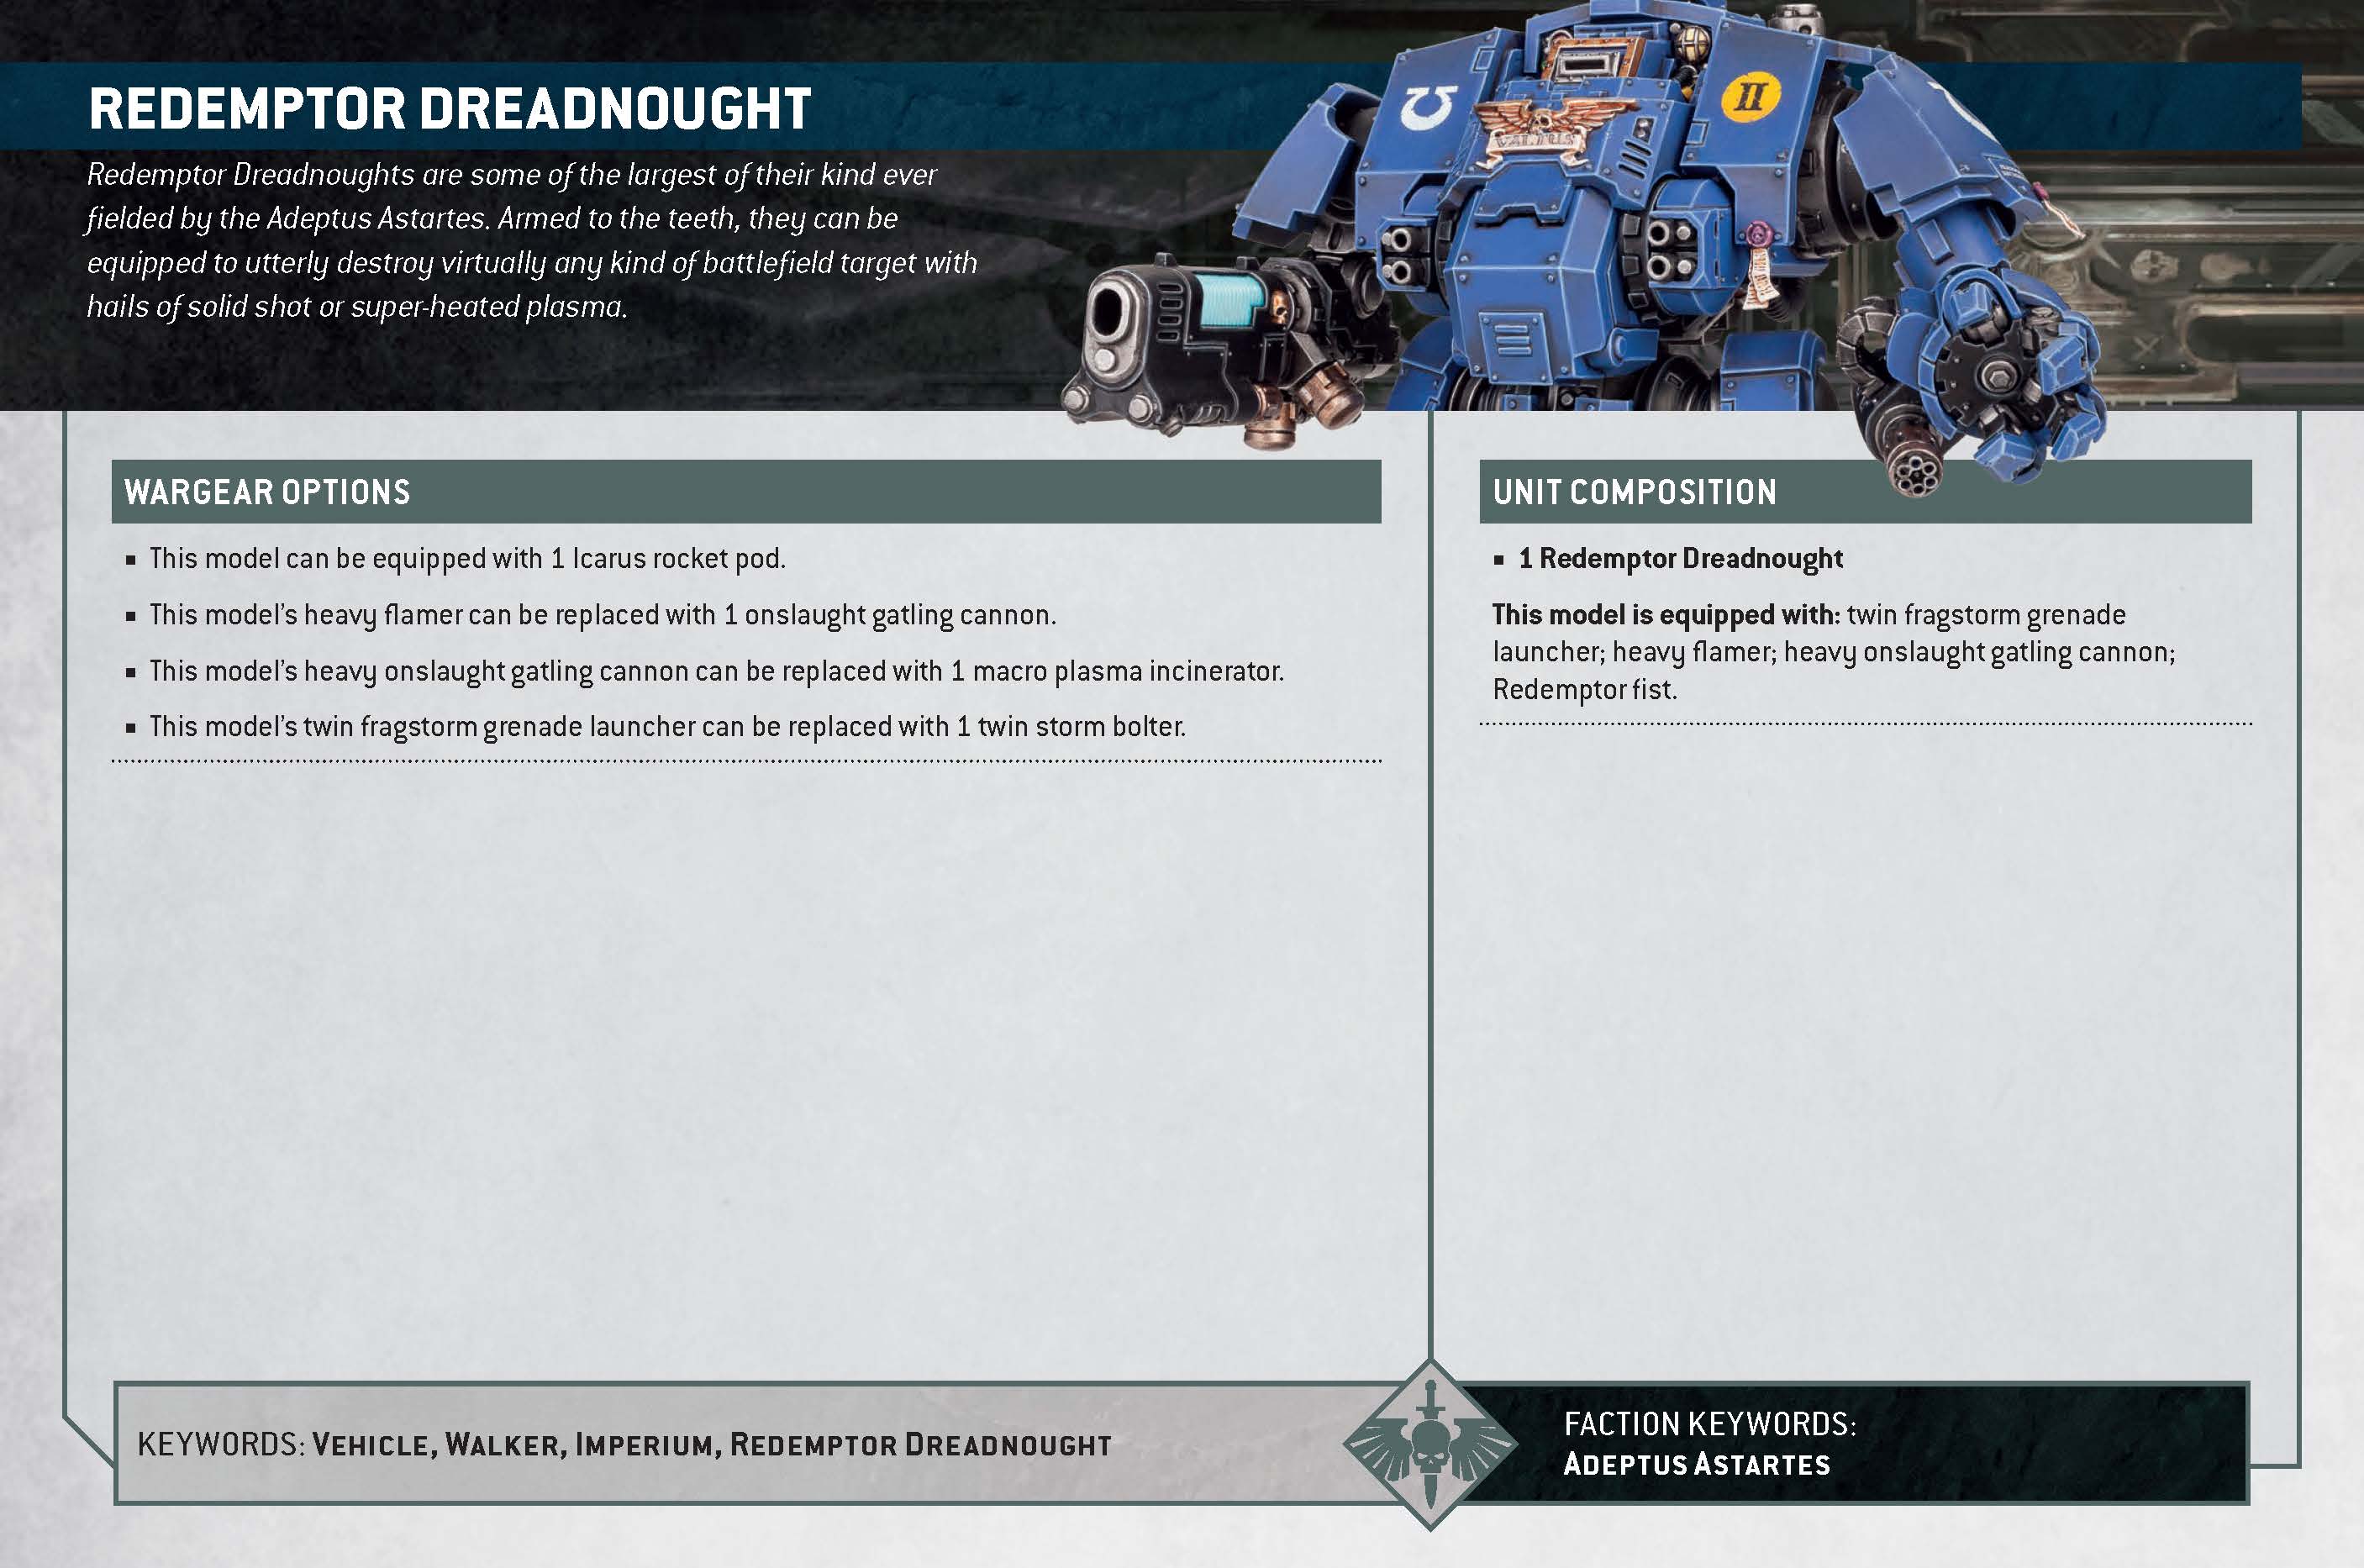 REDEMPTOR DREADNOUGHT
Redemptor Dreadnoughts are some of the largest of their kind ever
fielded by the Adeptus Astartes. Armed to the teeth, they can be
equipped to utterly destroy virtually any kind of battlefield target with
hails of solid shot or super-heated plasma.
II
WARGEAR OPTIONS
▪ This model can be equipped with 1 Icarus rocket pod.
▪ This model’s heavy flamer can be replaced with 1 onslaught gatling cannon.
▪ This model’s heavy onslaught gatling cannon can be replaced with 1 macro plasma incinerator.
▪ This model’s twin fragstorm grenade launcher can be replaced with 1 twin storm bolter.
UNIT COMPOSITION
▪ 1 Redemptor Dreadnought
This model is equipped with: twin fragstorm grenade
launcher; heavy flamer; heavy onslaught gatling cannon;
Redemptor fist.
KEYWORDS: VEHICLE, WALKER, IMPERIUM, REDEMPTOR DREADNOUGHT
FACTION KEYWORDS:
ADEPTUS ASTARTES